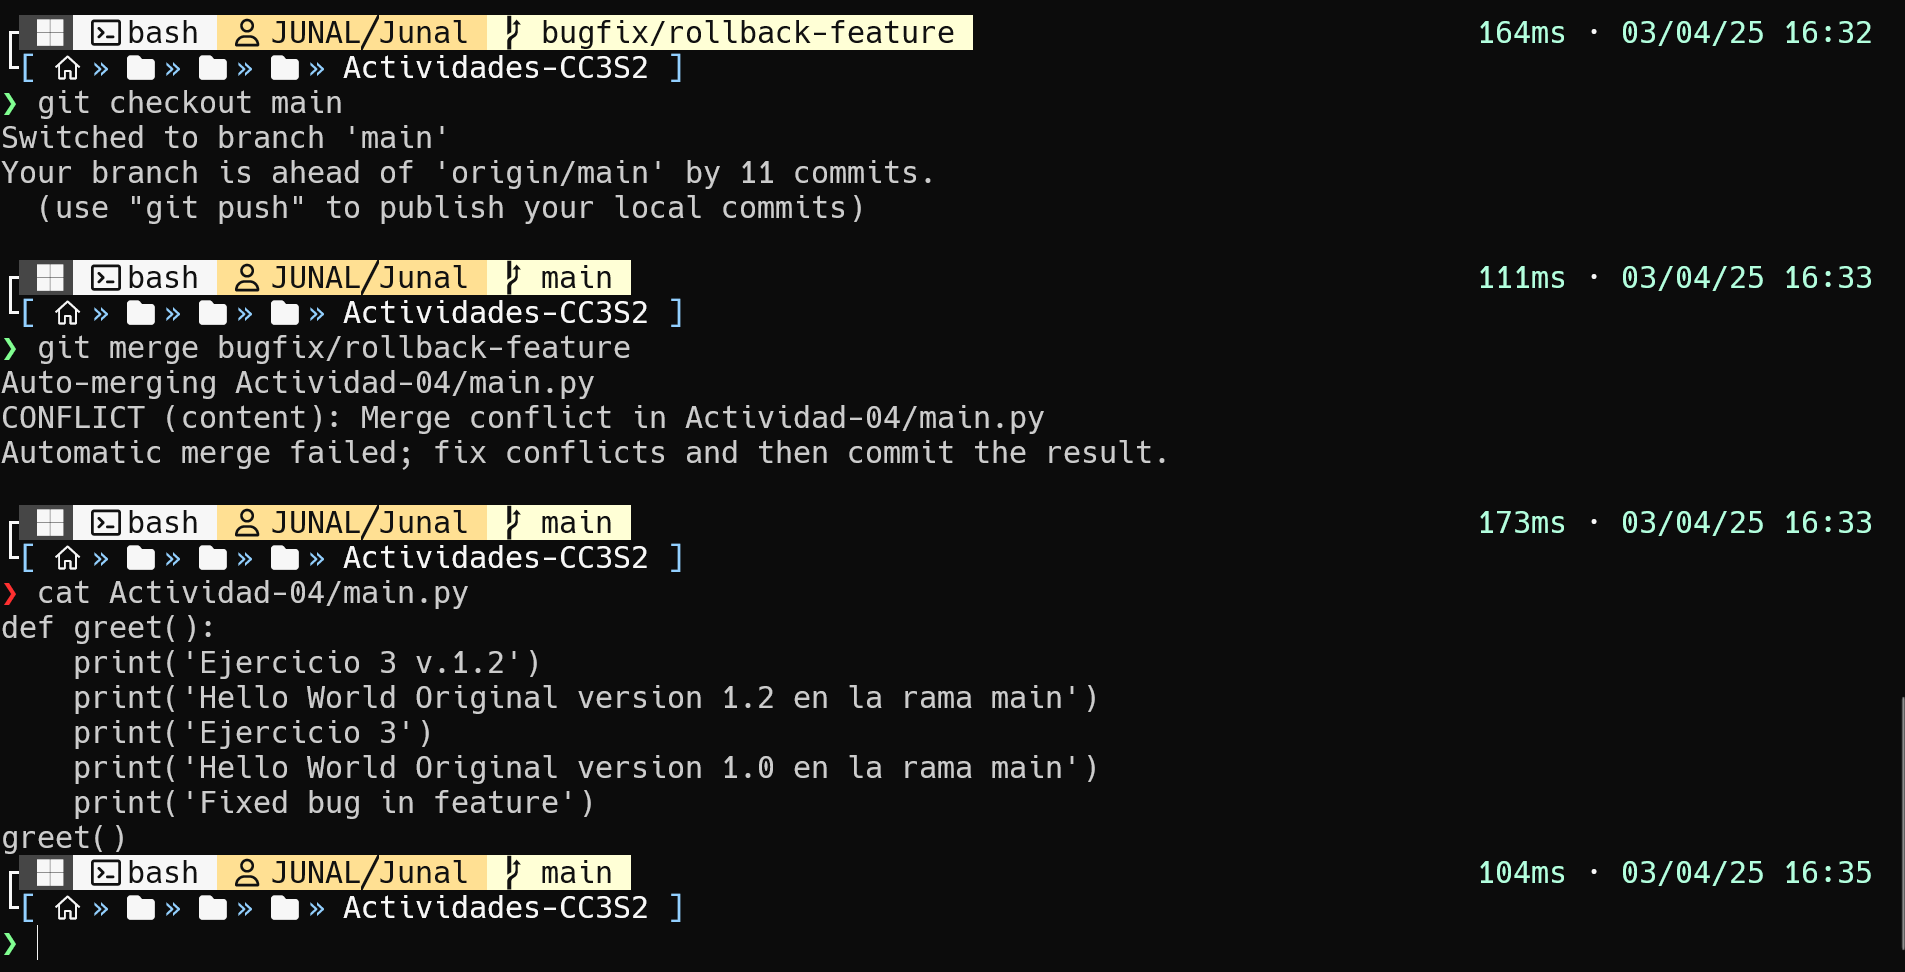 bash JUNAL/Junal bugfix/rollback-feature 164ms · 03/04/25 16:32
[ » » » » Actividades-CC3S2 ]
❯ git checkout main
Switched to branch 'main'
Your branch is ahead of 'origin/main' by 11 commits.
  (use "git push" to publish your local commits)
bash JUNAL/Junal main 111ms · 03/04/25 16:33
[ » » » » Actividades-CC3S2 ]
❯ git merge bugfix/rollback-feature
Auto-merging Actividad-04/main.py
CONFLICT (content): Merge conflict in Actividad-04/main.py
Automatic merge failed; fix conflicts and then commit the result.
bash JUNAL/Junal main 173ms · 03/04/25 16:33
[ » » » » Actividades-CC3S2 ]
❯ cat Actividad-04/main.py
def greet():
    print('Ejercicio 3 v.1.2')
    print('Hello World Original version 1.2 en la rama main')
    print('Ejercicio 3')
    print('Hello World Original version 1.0 en la rama main')
    print('Fixed bug in feature')
greet()
bash JUNAL/Junal main 104ms · 03/04/25 16:35
[ » » » » Actividades-CC3S2 ]
❯